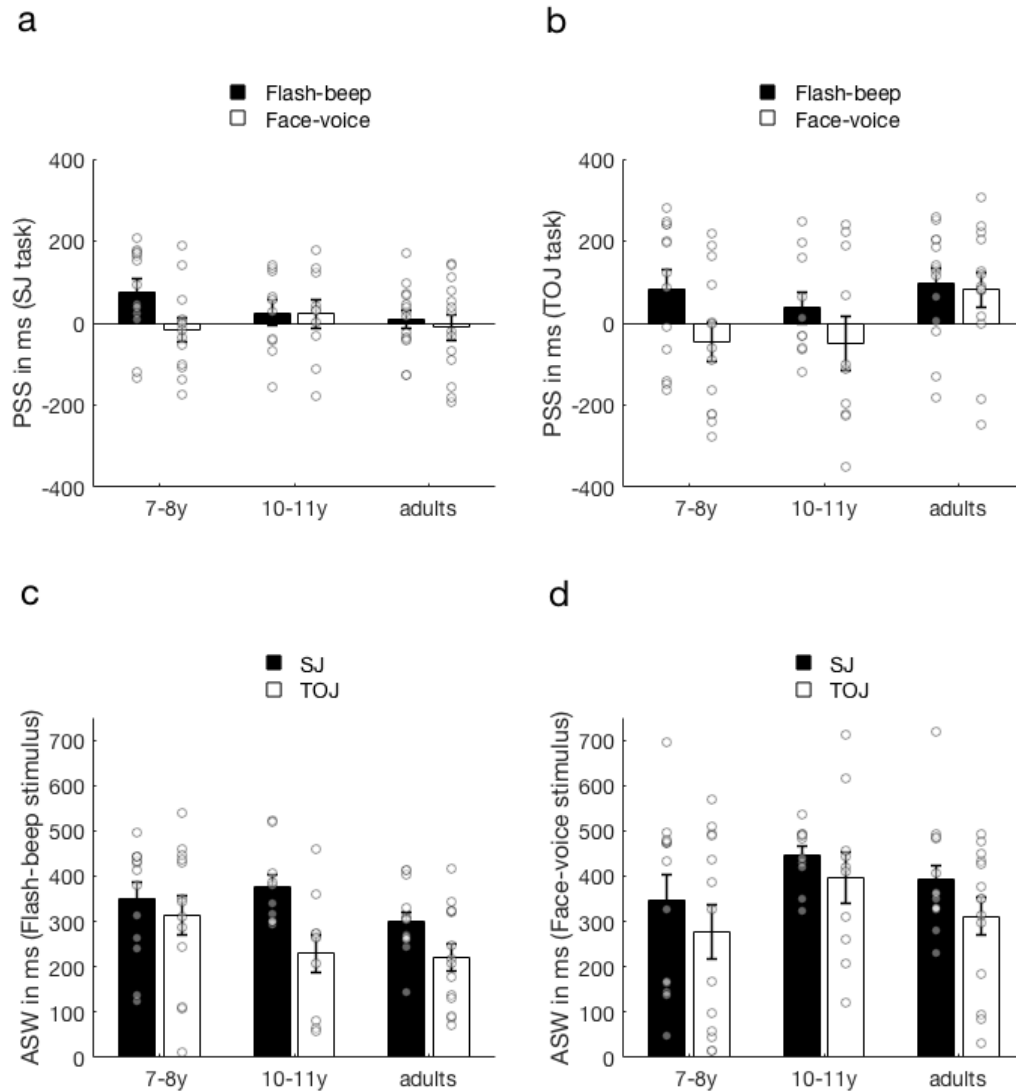 a
Flash-beep
Face-voice
PSS in ms (SJ task)
400
200
0
-200
-400
7-8y 10-11y adults
b
Flash-beep
Face-voice
PSS in ms (TOJ task)
400
200
0
-200
-400
7-8y 10-11y adults
c
SJ
TOJ
ASW in ms (Flash-beep stimulus)
700
600
500
400
300
200
100
0
7-8y 10-11y adults
d
SJ
TOJ
ASW in ms (Face-voice stimulus)
700
600
500
400
300
200
100
0
7-8y 10-11y adults